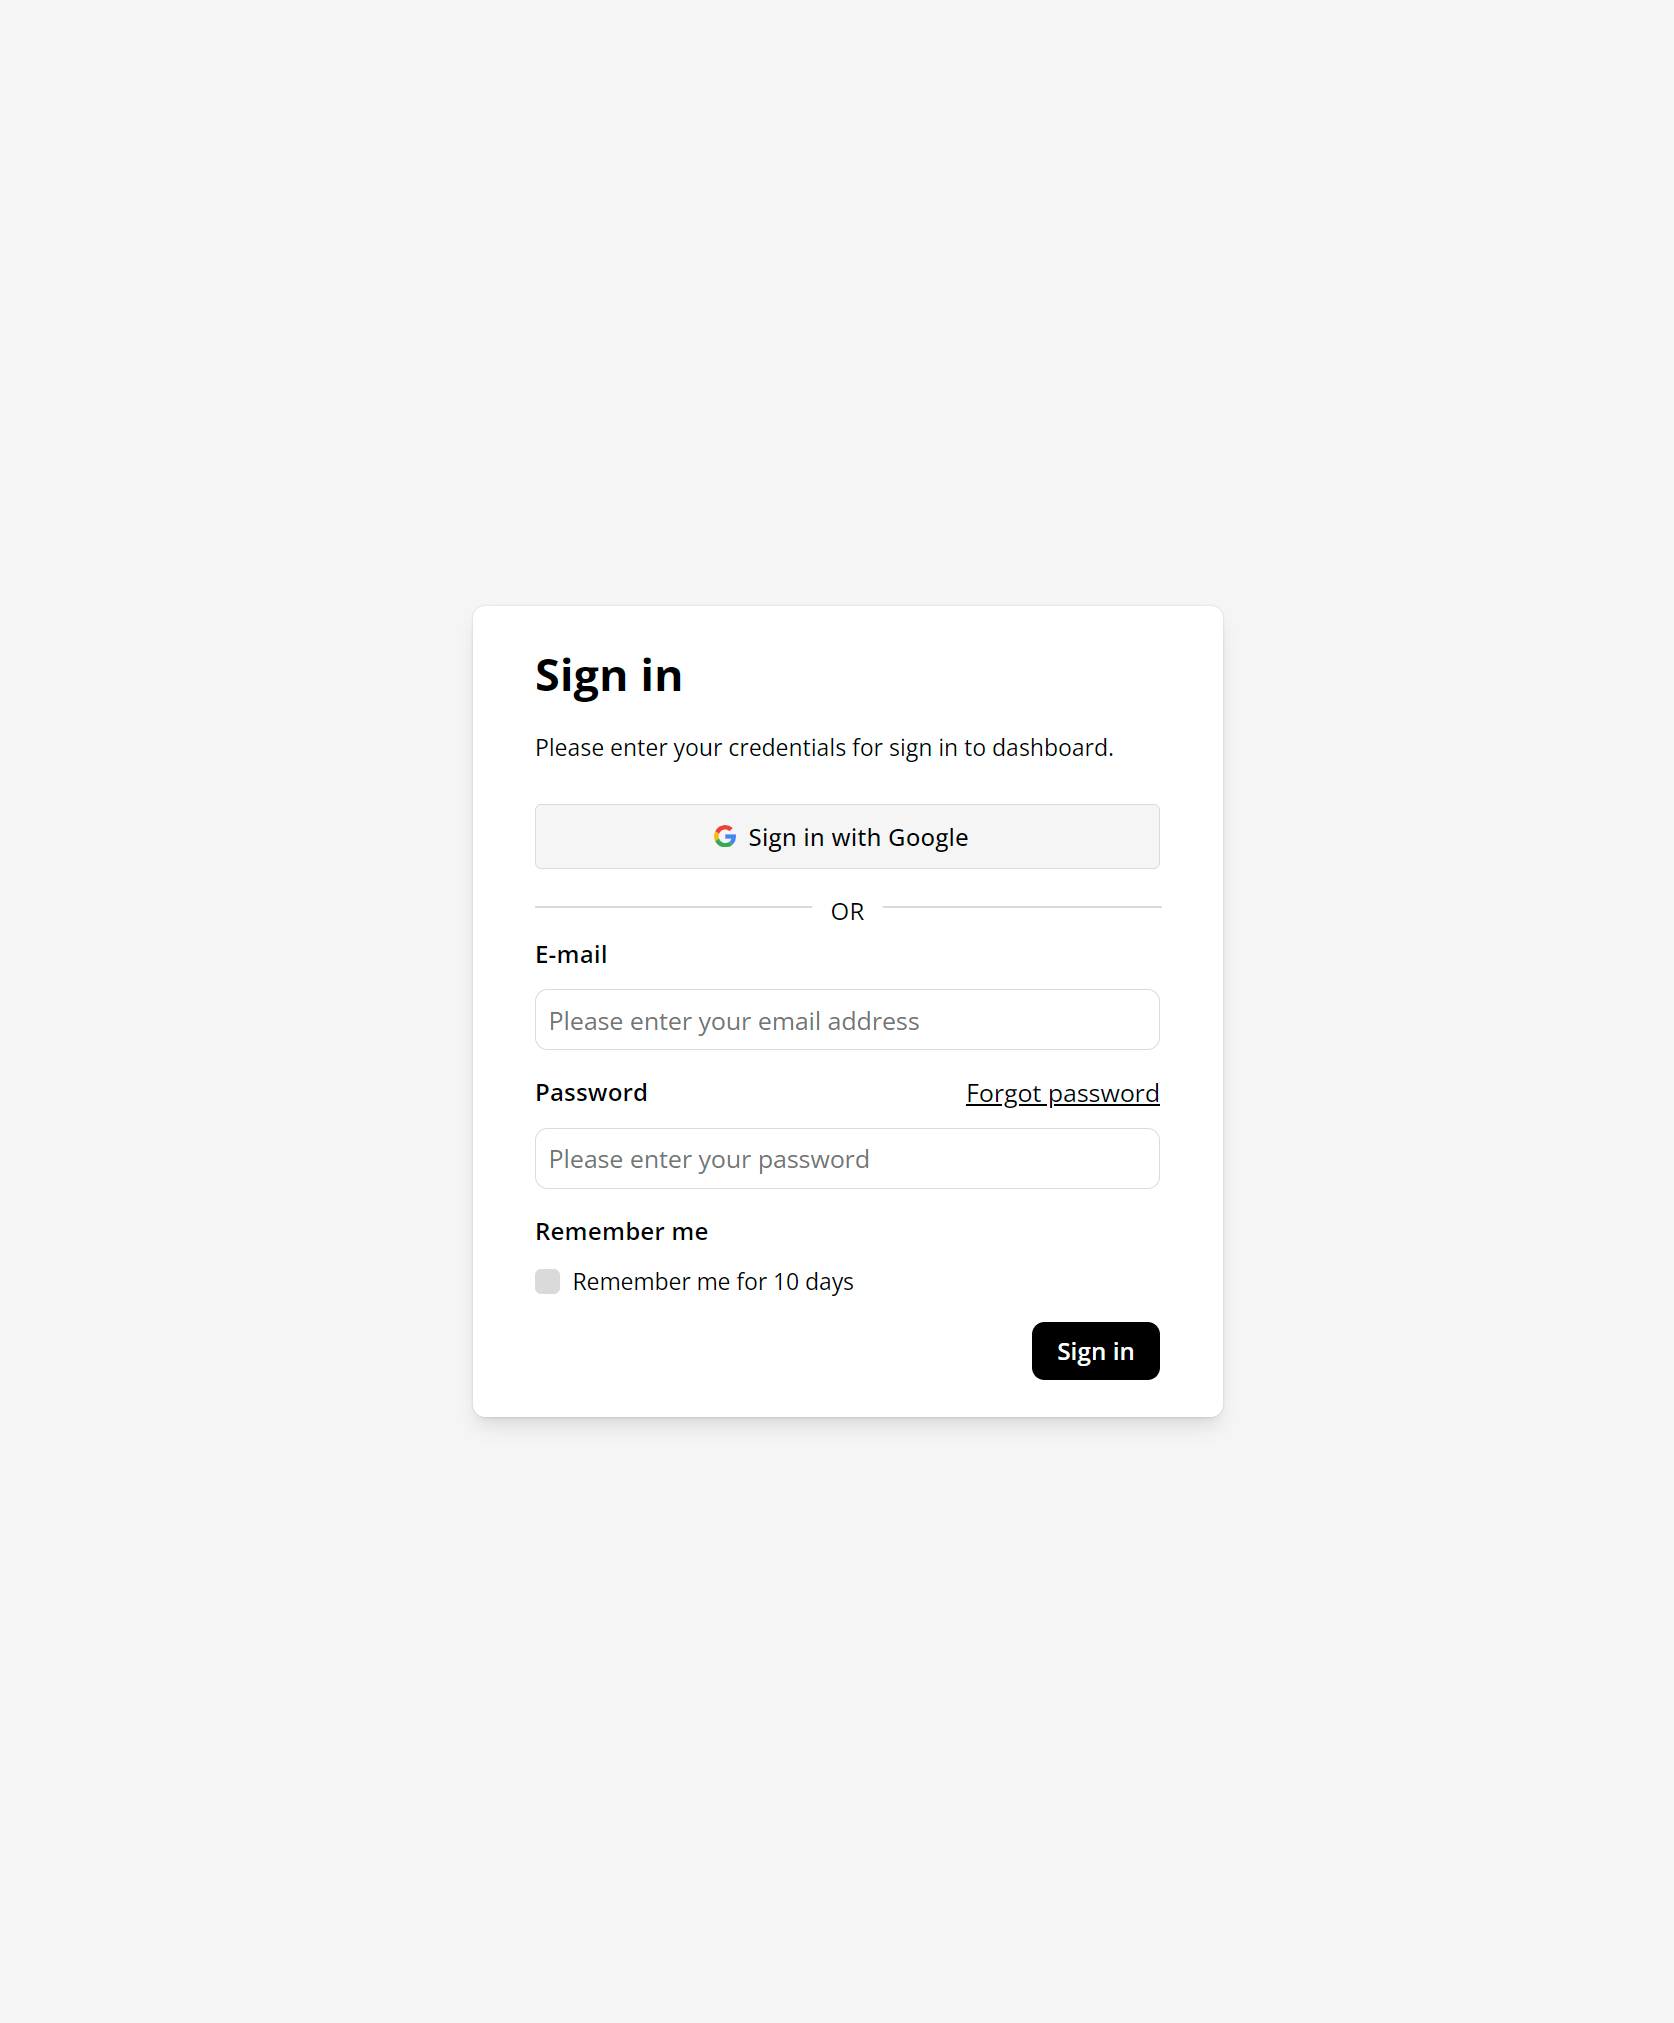 Sign in
Please enter your credentials for sign in to dashboard.
Sign in with Google
OR
E-mail
Please enter your email address
Password
Forgot password
Please enter your password
Remember me
Remember me for 10 days
Sign in